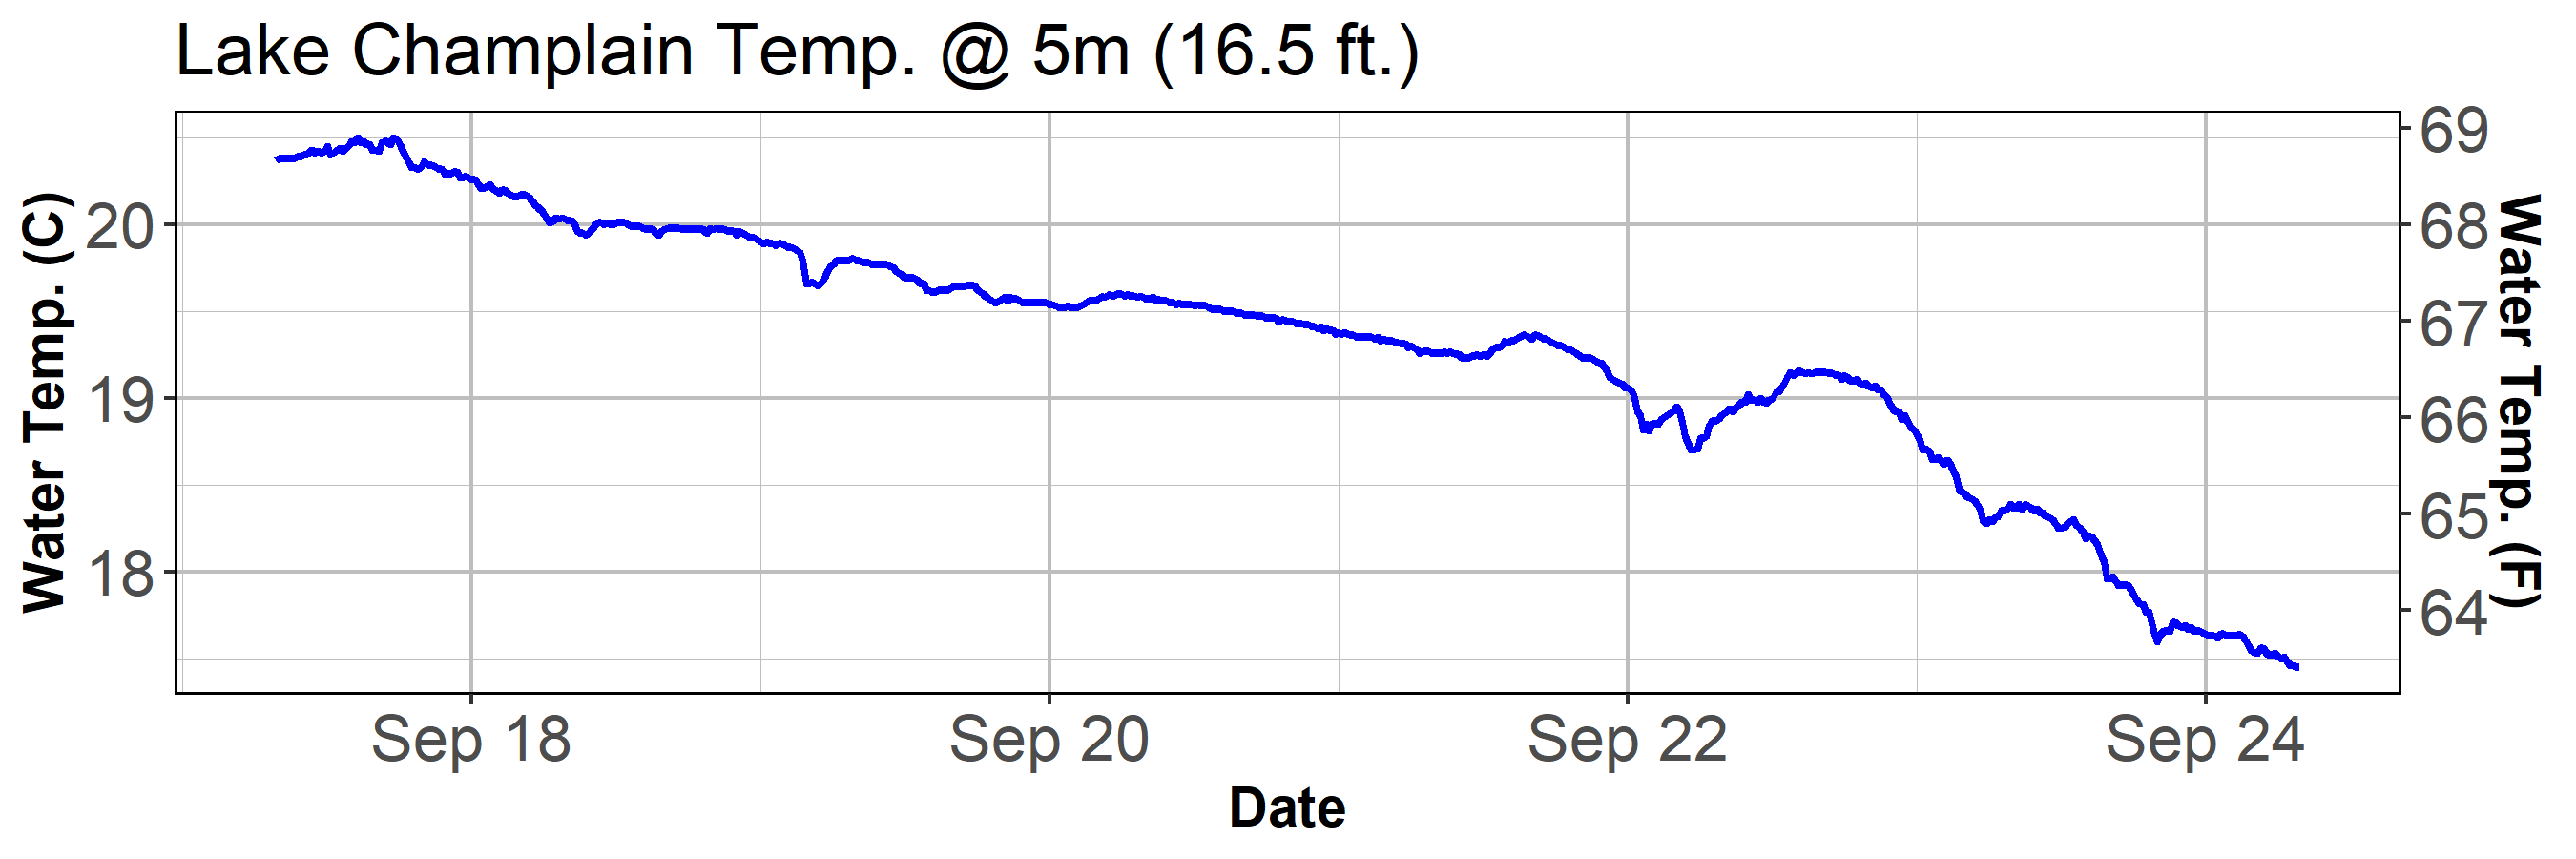 Lake Champlain Temp. @ 5m (16.5 ft.)
Water Temp. (C)
20
19
18
69
68
67
66
65
64
Water Temp. (F)
Sep 18 Sep 20 Sep 22 Sep 24
Date